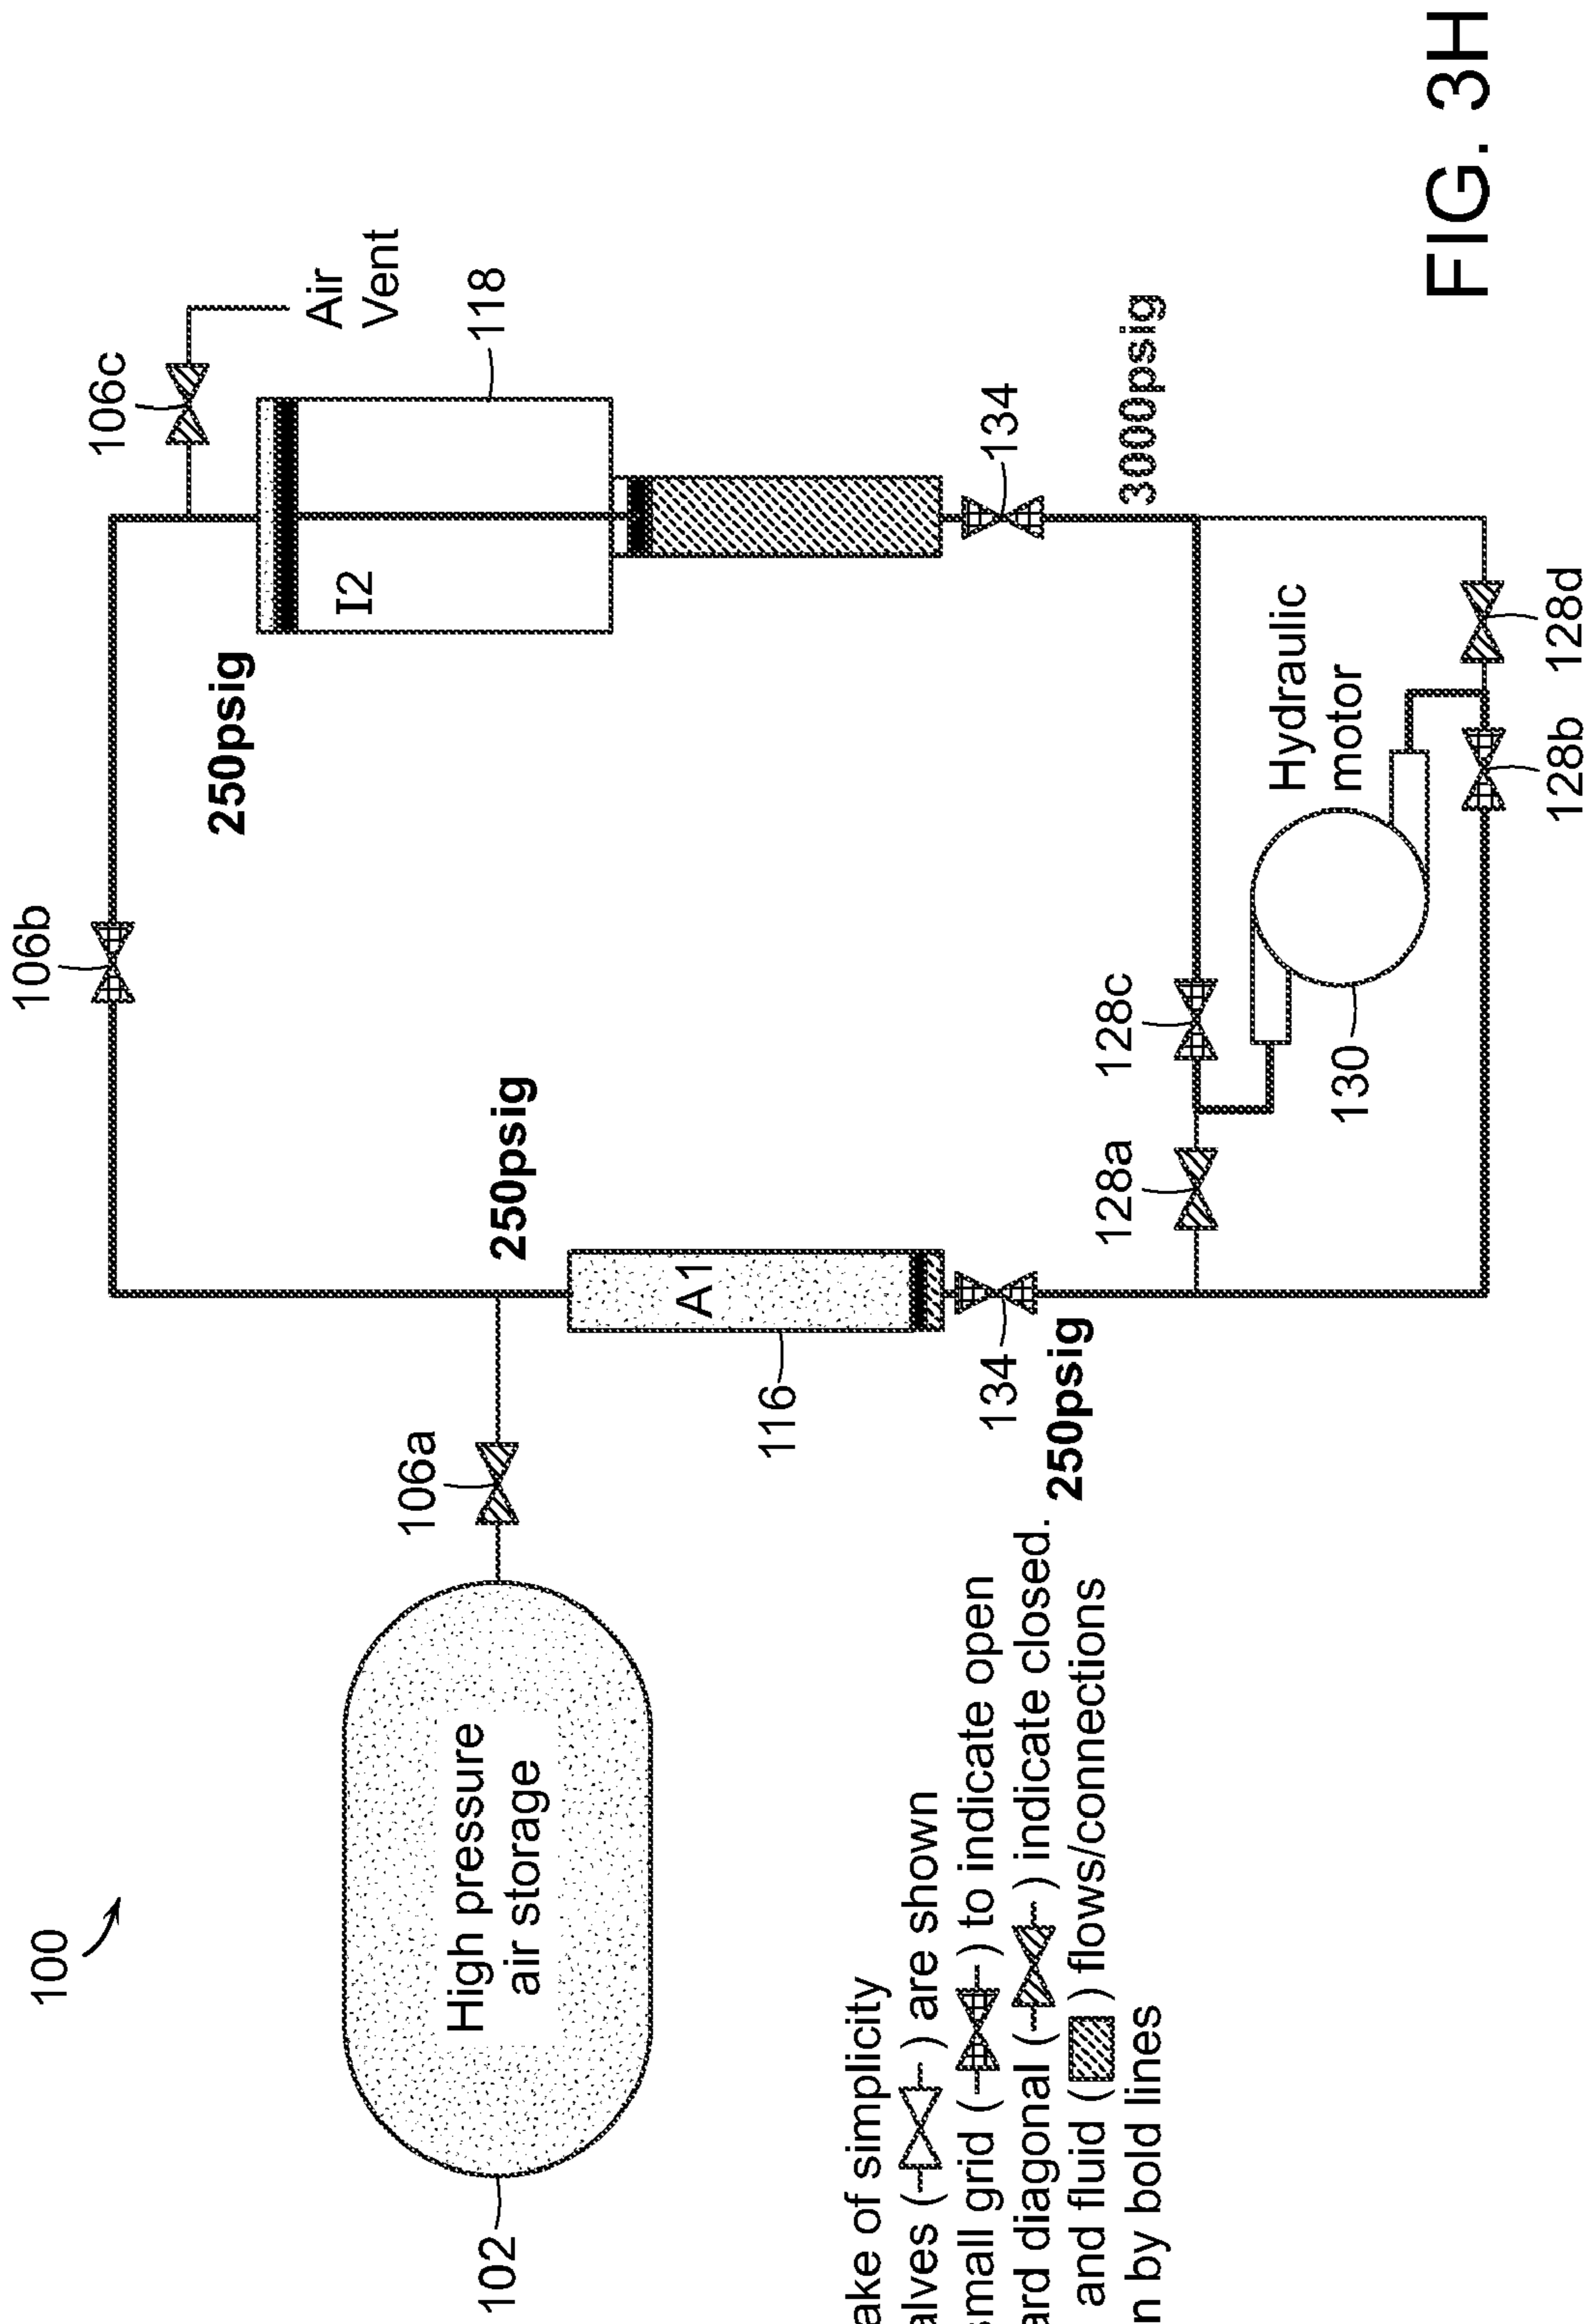 100
106b
106c
Air
Vent
250psig
118
I2
106a
High pressure
air storage
102
250psig
A1
116
134
134
250psig
3000psig
128a
128c
Hydraulic
motor
130
128b
128d
ake of simplicity
alves ( ) are shown
small grid ( ) to indicate open
ard diagonal ( ) indicate closed.
and fluid ( ) flows/connections
n by bold lines
FIG. 3H